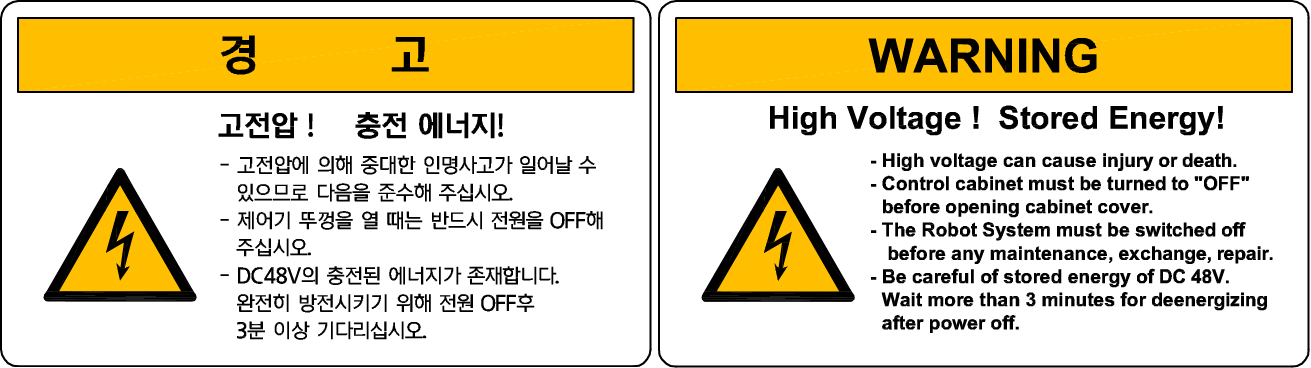 경 고
고전압 ! 충전 에너지!
- 고전압에 의해 중대한 인명사고가 일어날 수
있으므로 다음을 준수해 주십시오.
- 제어기 뚜껑을 열 때는 반드시 전원을 OFF해
주십시오.
- DC48V의 충전된 에너지가 존재합니다.
완전히 방전시키기 위해 전원 OFF후
3분 이상 기다리십시오.
WARNING
High Voltage ! Stored Energy!
- High voltage can cause injury or death.
- Control cabinet must be turned to "OFF"
before opening cabinet cover.
- The Robot System must be switched off
before any maintenance, exchange, repair.
- Be careful of stored energy of DC 48V.
Wait more than 3 minutes for deenergizing
after power off.